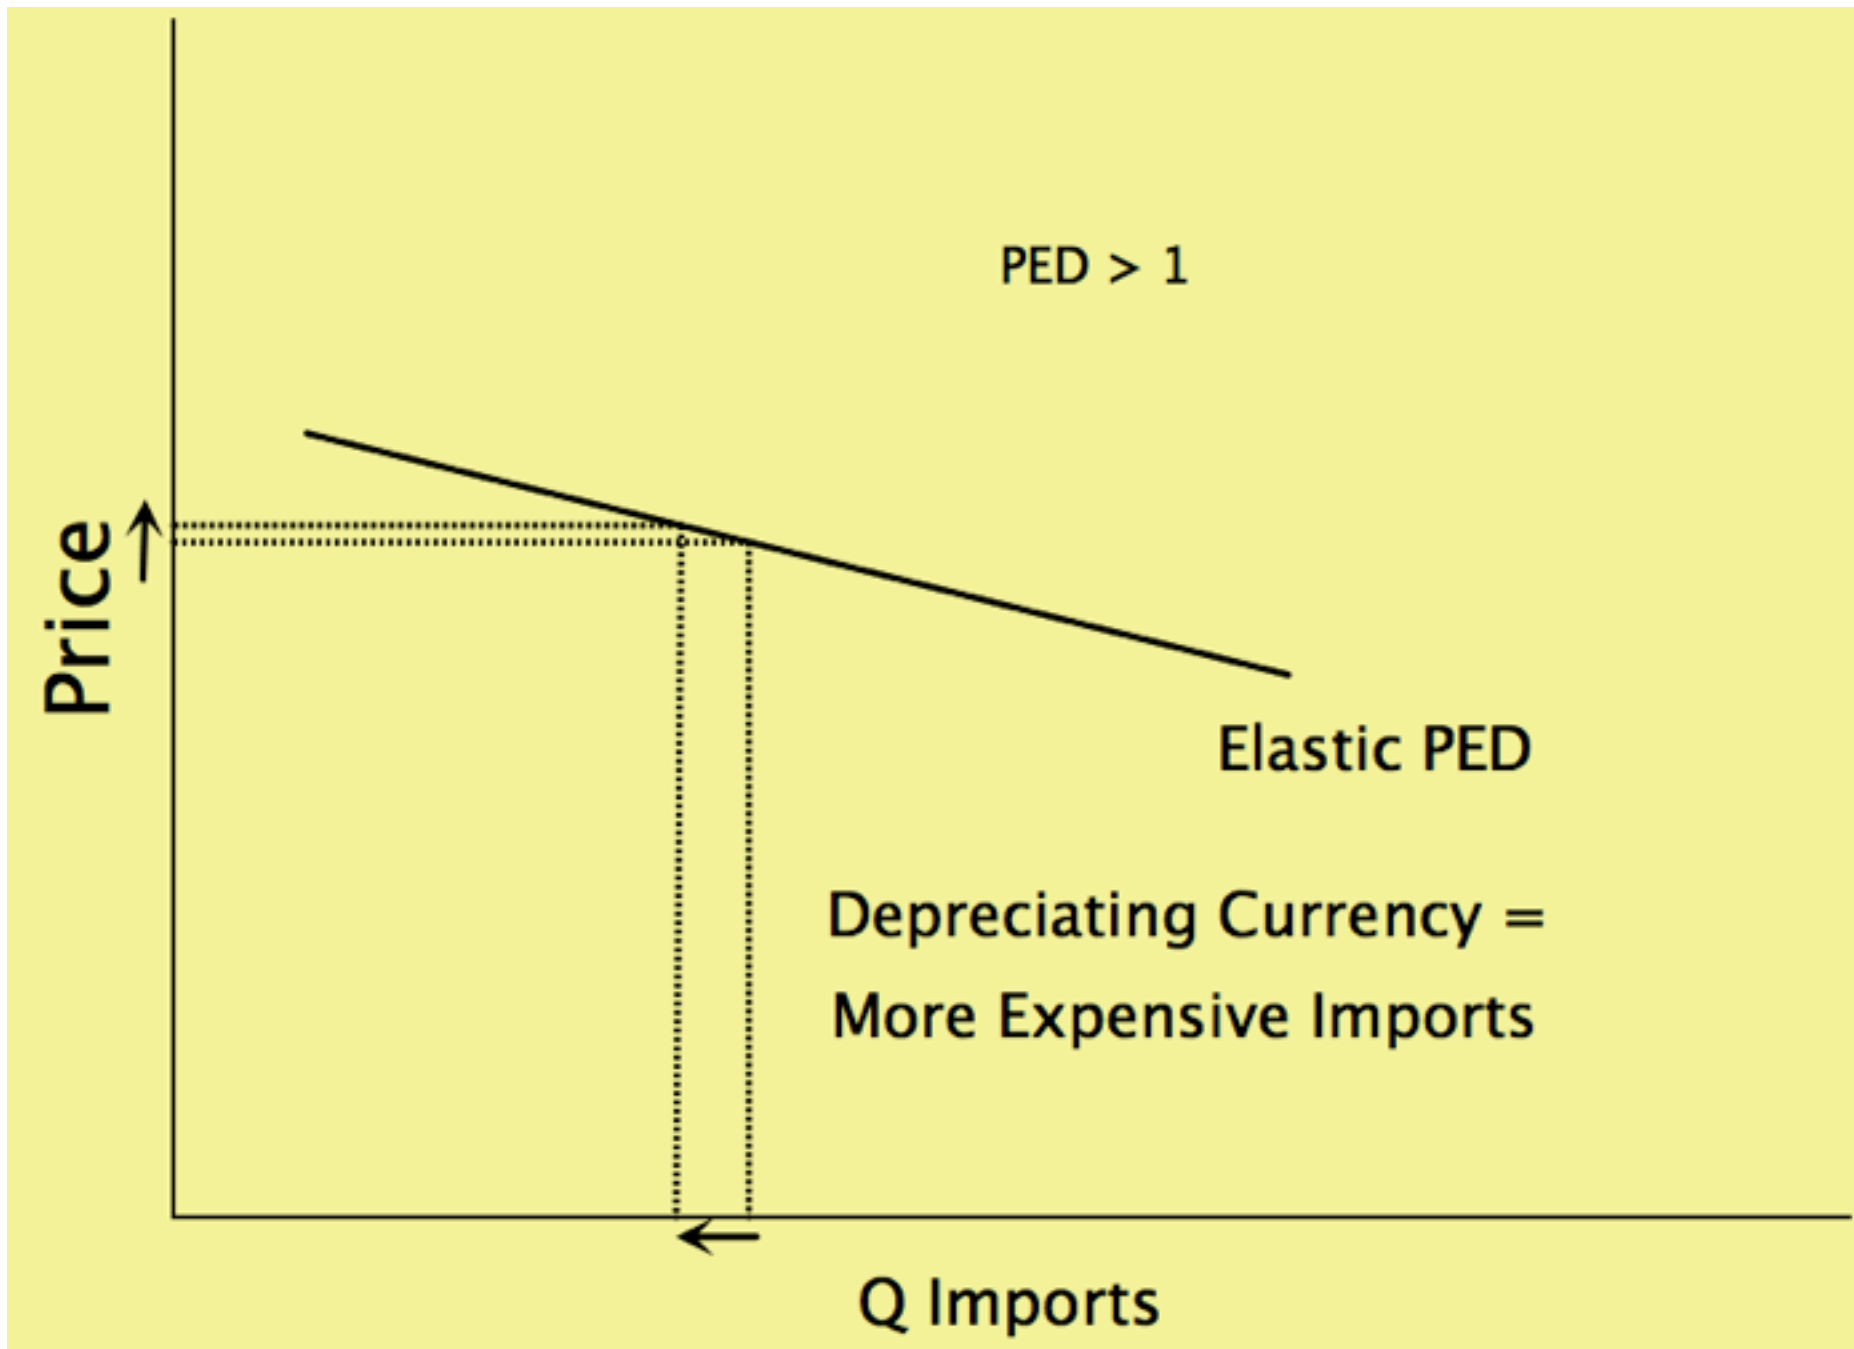 PED > 1
Price
Elastic PED
Depreciating Currency =
More Expensive Imports
Q Imports